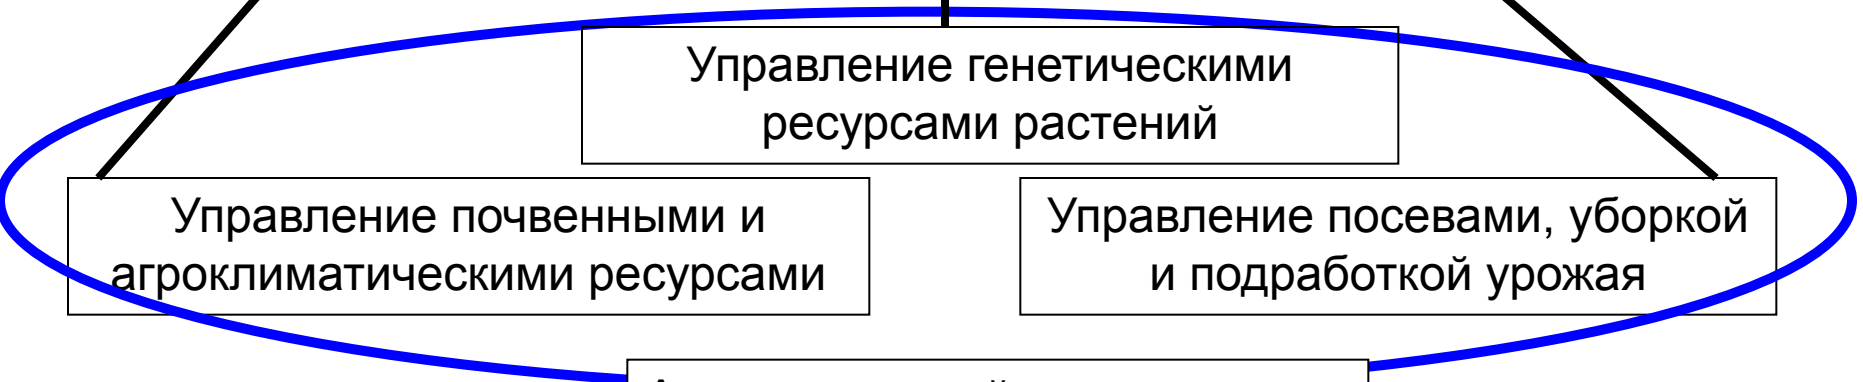 Управление генетическими
ресурсами растений
Управление почвенными и
агроклиматическими ресурсами
Управление посевами, уборкой
и подработкой урожая